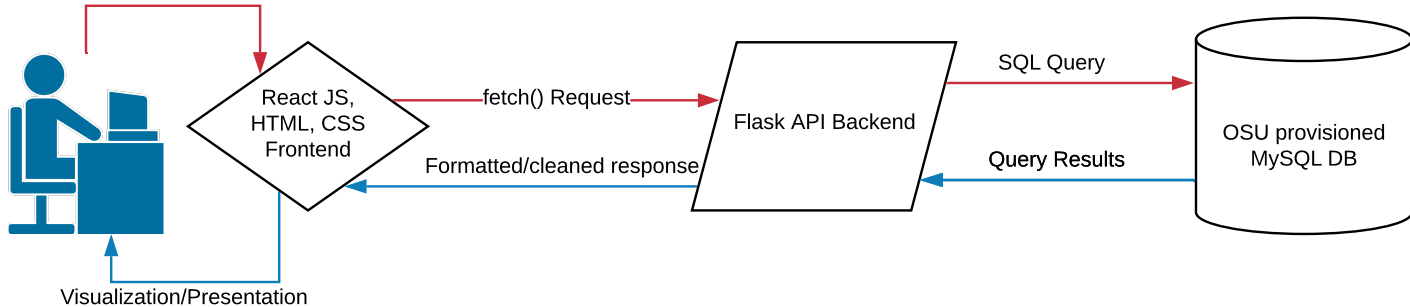 React JS,
HTML, CSS
Frontend
fetch() Request
Formatted/cleaned response
Flask API Backend
SQL Query
Query Results
OSU provisioned
MySQL DB
Visualization/Presentation